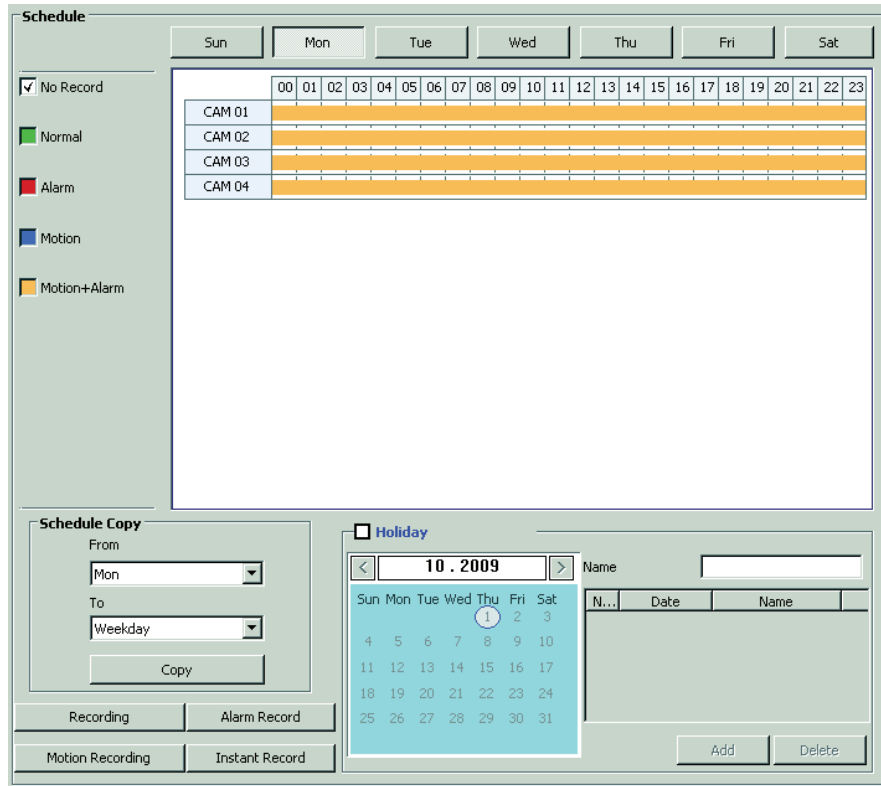 Schedule
Sun Mon Tue Wed Thu Fri Sat
No Record
Normal
Alarm
Motion
Motion+Alarm
00 01 02 03 04 05 06 07 08 09 10 11 12 13 14 15 16 17 18 19 20 21 22 23
CAM 01
CAM 02
CAM 03
CAM 04
Schedule Copy
From
Mon
To
Weekday
Copy
Recording Alarm Record
Motion Recording Instant Record
Holiday
< 10 . 2009 >
Sun Mon Tue Wed Thu Fri Sat
1 2 3
4 5 6 7 8 9 10
11 12 13 14 15 16 17
18 19 20 21 22 23 24
25 26 27 28 29 30 31
Name
N... Date Name
Add Delete